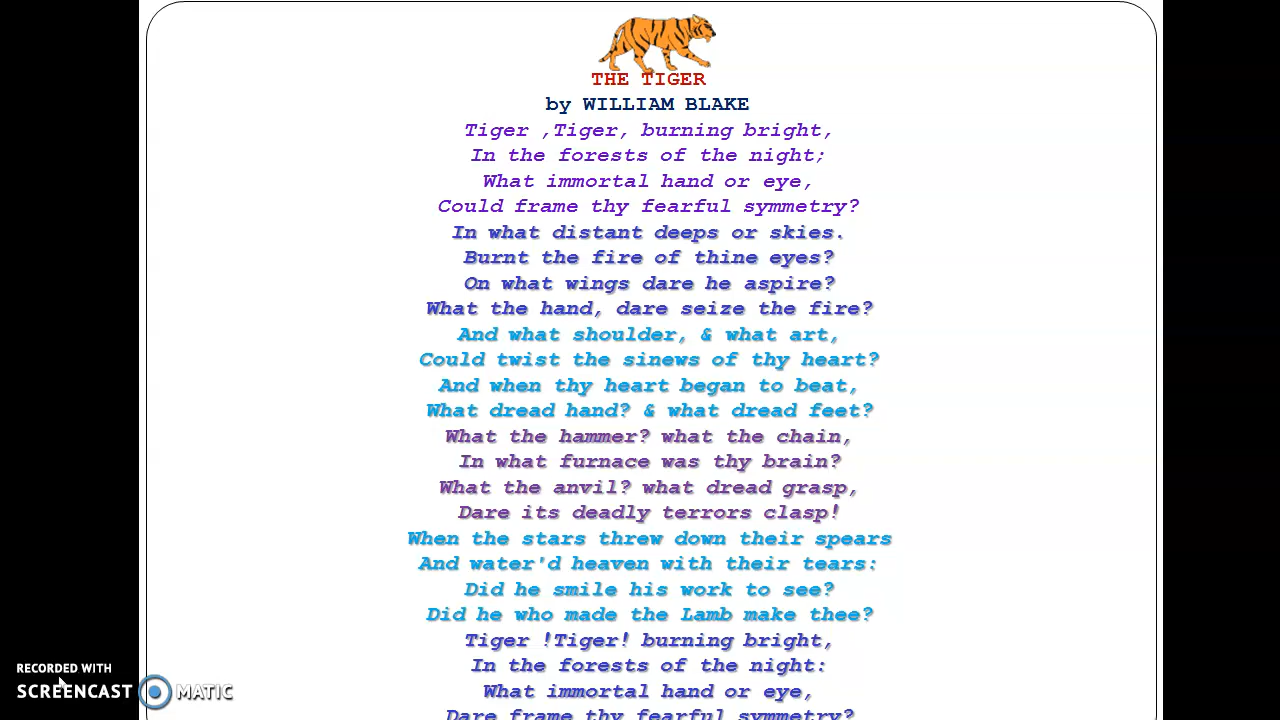 THE TIGER
by WILLIAM BLAKE
Tiger ,Tiger, burning bright,
In the forests of the night;
What immortal hand or eye,
Could frame thy fearful symmetry?
In what distant deeps or skies.
Burnt the fire of thine eyes?
On what wings dare he aspire?
What the hand, dare seize the fire?
And what shoulder, & what art,
Could twist the sinews of thy heart?
And when thy heart began to beat,
What dread hand? & what dread feet?
What the hammer? what the chain,
In what furnace was thy brain?
What the anvil? what dread grasp,
Dare its deadly terrors clasp!
When the stars threw down their spears
And water'd heaven with their tears:
Did he smile his work to see?
Did he who made the Lamb make thee?
Tiger !Tiger! burning bright,
In the forests of the night:
What immortal hand or eye,
Dare frame thy fearful symmetry?
RECORDED WITH
SCREENCAST MATIC